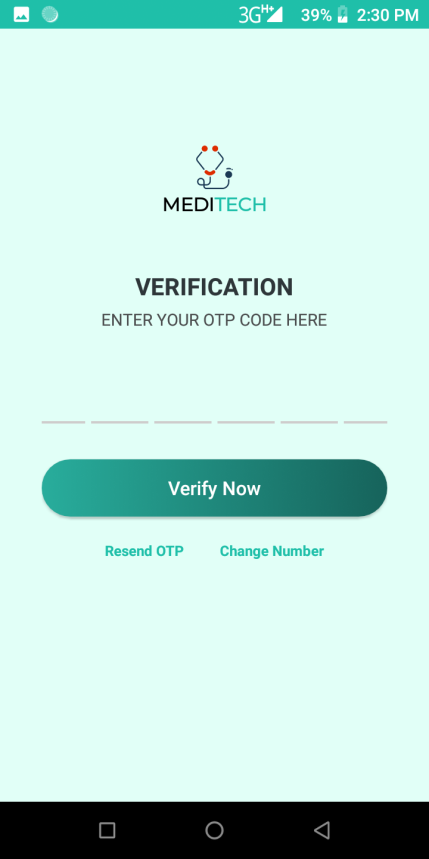 3G H+ 39% 2:30 PM
MEDITECH
VERIFICATION
ENTER YOUR OTP CODE HERE
Verify Now
Resend OTP Change Number